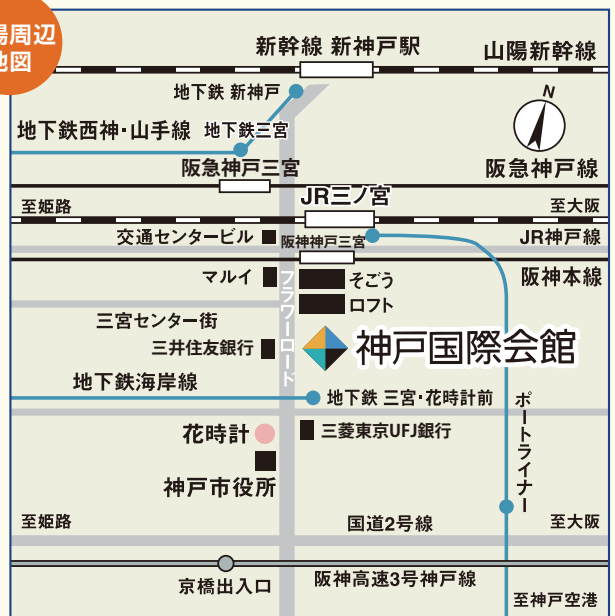 場周辺
地図
新幹線 新神戸駅
山陽新幹線
地下鉄 新神戸
N
地下鉄西神・山手線
地下鉄三宮
阪急神戸三宮
阪急神戸線
至姫路
JR三ノ宮
至大阪
交通センタービル
阪神神戸三宮
JR神戸線
マルイ
フラワーロード
そごう
阪神本線
ロフト
三宮センター街
三井住友銀行
神戸国際会館
地下鉄海岸線
地下鉄 三宮・花時計前
ポートライナー
花時計
三菱東京UFJ銀行
神戸市役所
至姫路
国道2号線
至大阪
京橋出入口
阪神高速3号神戸線
至神戸空港